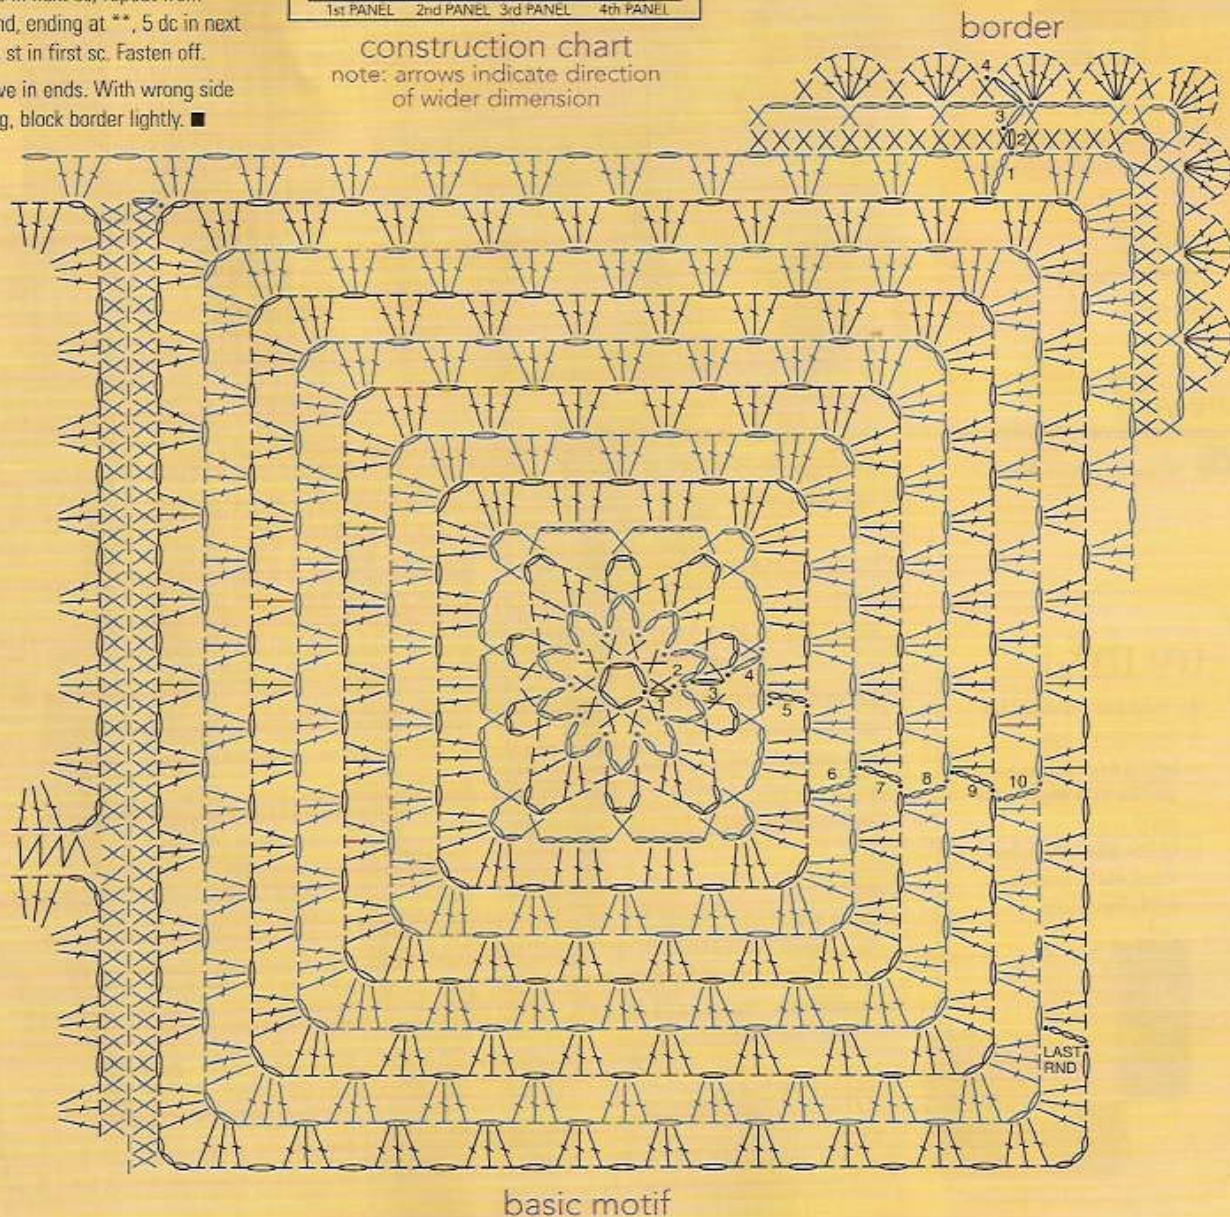 nd, ending at **, 5 dc in next
st in first sc. Fasten off.
ve in ends. With wrong side
g, block border lightly. ■
1st PANEL 2nd PANEL 3rd PANEL 4th PANEL
construction chart
note: arrows indicate direction
of wider dimension
border
4
3
2
1
1
2
3
4
5
6
7
8
9
10
LAST
RND
basic motif